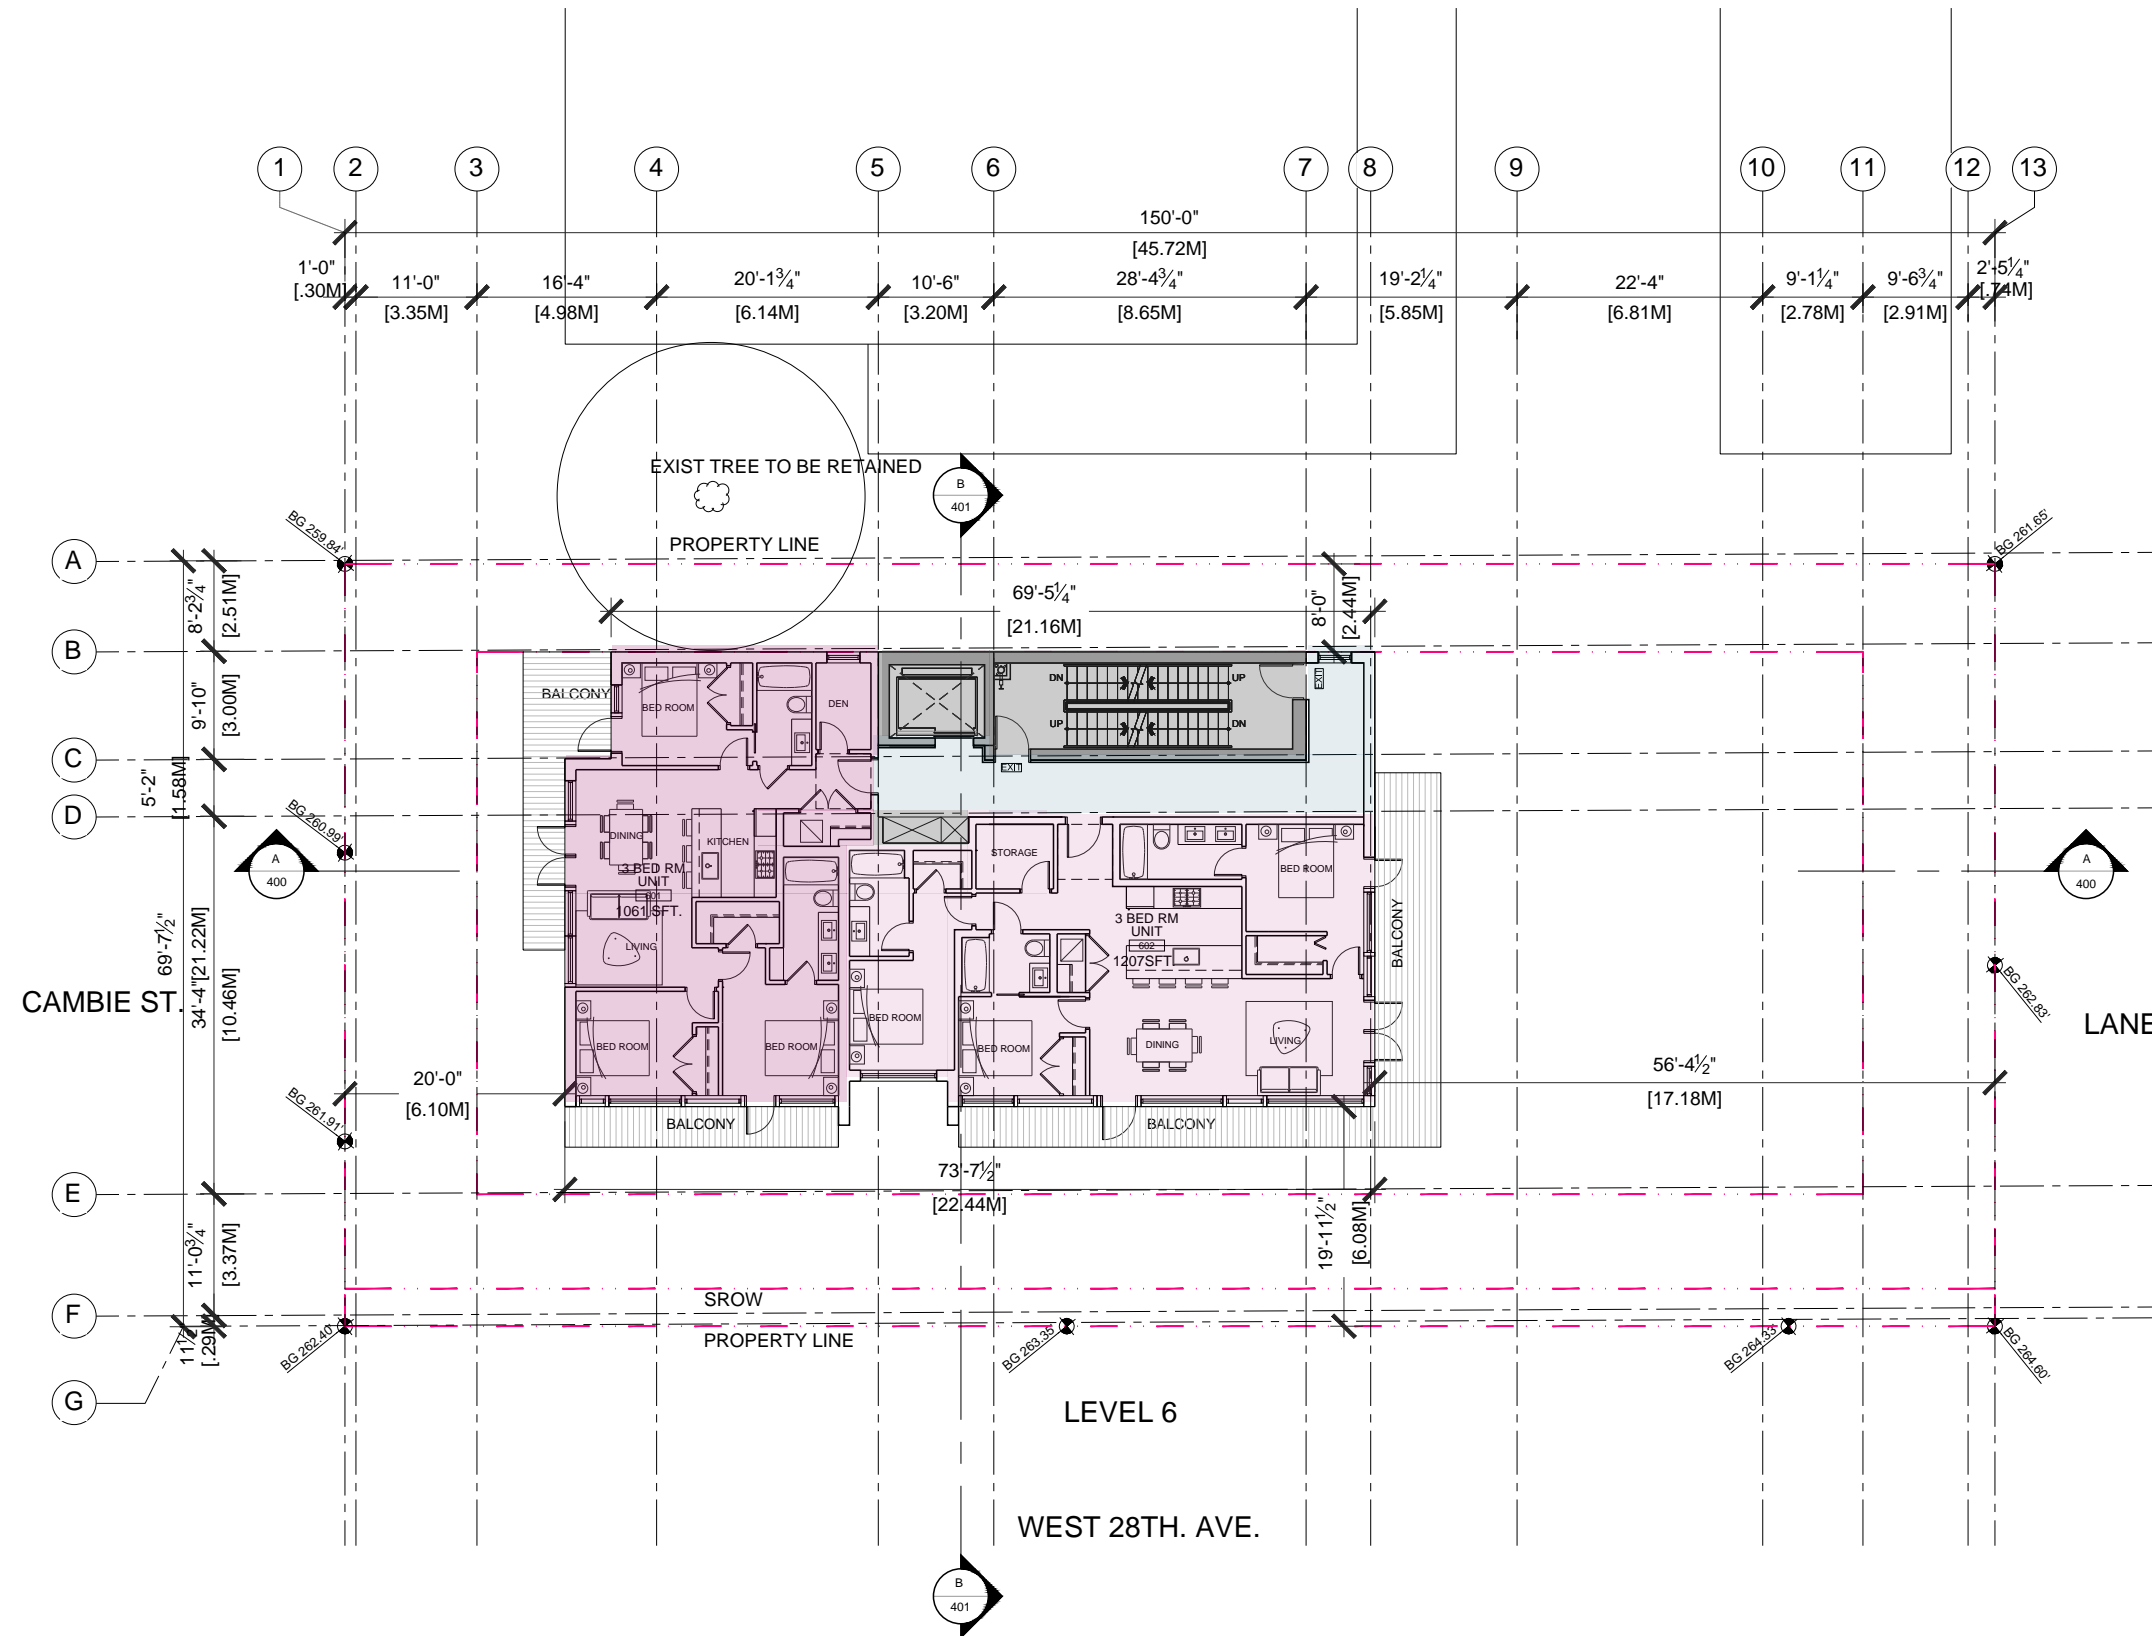 1
2
3
4
5
6
7
8
9
10
11
12
13
150'-0"
[45.72M]
1'-0"
[.30M]
11'-0"
[3.35M]
16'-4"
[4.98M]
20'-1¾"
[6.14M]
10'-6"
[3.20M]
28'-4¾"
[8.65M]
19'-2¼"
[5.85M]
22'-4"
[6.81M]
9'-1¼"
[2.78M]
9'-6¾"
[2.91M]
2'-5¼"
[.74M]
EXIST TREE TO BE RETAINED
B
401
PROPERTY LINE
BG 259.84'
BG 261.65'
A
B
C
D
E
F
G
8'-2¾"
[2.51M]
9'-10"
[3.00M]
5'-2"
[1.58M]
69'-7½"
[21.22M]
34'-4"
[10.46M]
11'-0¾"
[3.37M]
11½"
[.29M]
69'-5¼"
[21.16M]
8'-0"
[2.44M]
BALCONY
BED ROOM
DEN
DN
UP
UP
DN
EXIT
EXIT
BG 260.99'
A
400
DINING
KITCHEN
3 BED RM
UNIT
601
1061 SFT.
LIVING
BED ROOM
BED ROOM
BALCONY
STORAGE
BED ROOM
3 BED RM
UNIT
602
1207SFT
BED ROOM
BED ROOM
DINING
LIVING
BALCONY
BALCONY
A
400
BG 262.83'
CAMBIE ST.
LANE
20'-0"
[6.10M]
56'-4½"
[17.18M]
BG 261.91'
73'-7½"
[22.44M]
19'-11½"
[6.08M]
SROW
PROPERTY LINE
BG 262.40'
BG 263.35'
BG 264.33'
BG 264.60'
LEVEL 6
WEST 28TH. AVE.
B
401